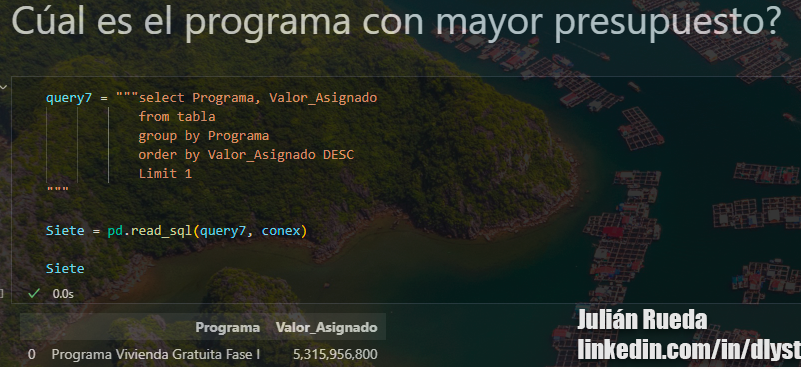 Cúal es el programa con mayor presupuesto?
query7 = """select Programa, Valor_Asignado
from tabla
group by Programa
order by Valor_Asignado DESC
Limit 1
"""
Siete = pd.read_sql(query7, conex)
Siete
0.0s
Programa Valor_Asignado
0 Programa Vivienda Gratuita Fase I 5,315,956,800
Julián Rueda
linkedin.com/in/dlyst